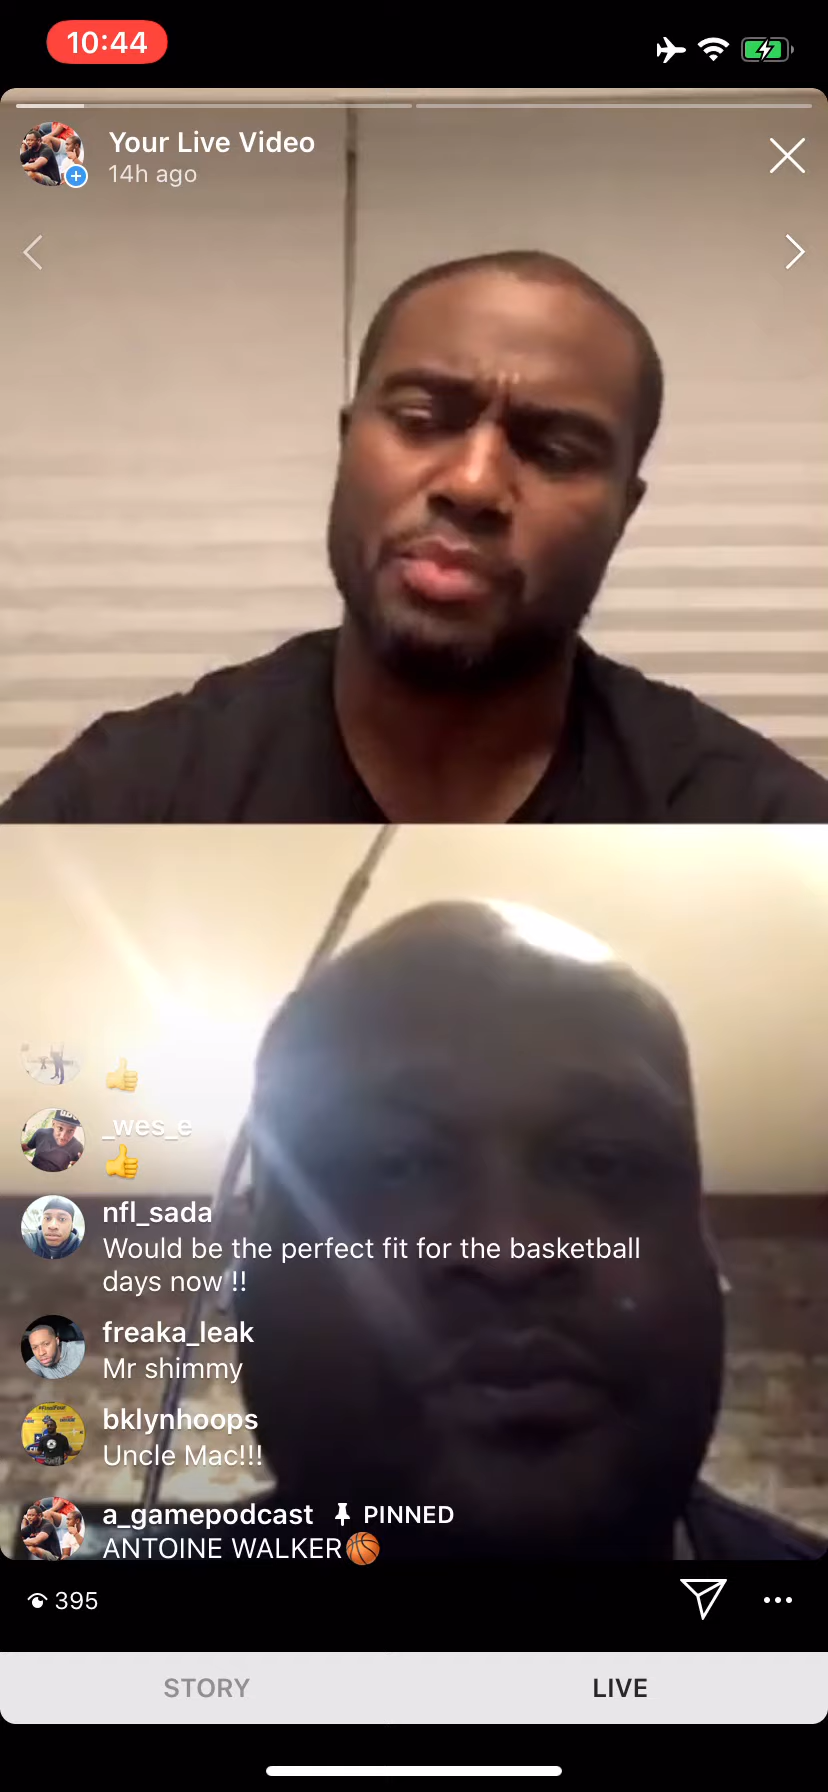 10:44
Your Live Video
14h ago
👍
_wes_e
👍
nfl_sada
Would be the perfect fit for the basketball
days now !!
freaka_leak
Mr shimmy
bklynhoops
Uncle Mac!!!
a_gamepodcast PINNED
ANTOINE WALKER🏀
395
STORY LIVE